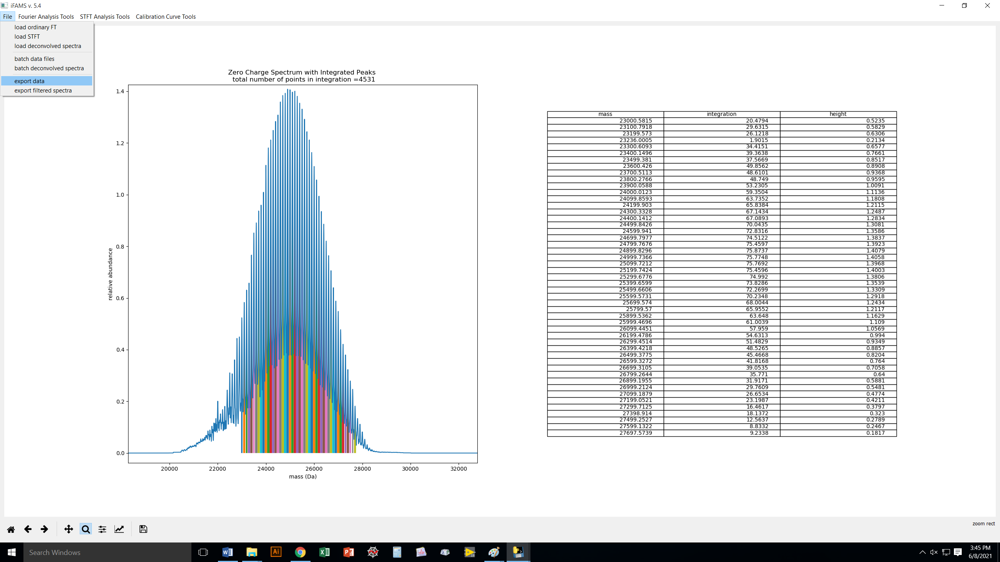 iFAMS v. 5.4
File Fourier Analysis Tools STFT Analysis Tools Calibration Curve Tools
load ordinary FT
load STFT
load deconvolved spectra
batch data files
batch deconvolved spectra
export data
export filtered spectra
Zero Charge Spectrum with Integrated Peaks
total number of points in integration =4531
1.4
1.2
1.0
0.8
0.6
0.4
0.2
0.0
relative abundance
20000 22000 24000 26000 28000 30000 32000
mass (Da)
mass integration height
23000.5815 20.4794 0.5235
23100.7918 29.6315 0.5829
23199.573 26.1218 0.6306
23236.0005 1.9015 0.2134
23300.6093 34.4151 0.6577
23400.1496 39.3638 0.7661
23499.381 37.5669 0.8517
23600.426 49.8562 0.8908
23700.5113 48.6101 0.9368
23800.2766 48.749 0.9595
23900.0588 53.2305 1.0091
24000.0123 59.3504 1.1136
24099.8593 63.7352 1.1808
24199.903 65.8384 1.2115
24300.3328 67.1434 1.2487
24400.1412 67.0893 1.2834
24499.8426 70.0435 1.3081
24599.941 72.8316 1.3586
24699.7977 74.5122 1.3837
24799.7676 75.4597 1.3923
24899.8296 75.8737 1.4079
24999.7366 75.7748 1.4058
25099.7212 75.7692 1.3968
25199.7424 75.4596 1.4003
25299.6776 74.992 1.3806
25399.6599 73.8286 1.3539
25499.6606 72.2699 1.3309
25599.5731 70.2348 1.2918
25699.574 68.0044 1.2434
25799.57 65.9552 1.2117
25899.5362 63.648 1.1629
25999.4696 61.0039 1.109
26099.4451 57.959 1.0569
26199.4786 54.6313 0.994
26299.4514 51.4829 0.9349
26399.4218 48.5265 0.8857
26499.3775 45.4668 0.8204
26599.3272 41.8168 0.764
26699.3105 39.0535 0.7058
26799.2644 35.771 0.64
26899.1955 31.9171 0.5881
26999.2124 29.7609 0.5481
27099.1879 26.6534 0.4774
27199.0521 23.1987 0.4211
27299.7125 16.4617 0.3797
27398.914 18.1372 0.323
27499.2527 12.5637 0.2789
27599.1322 8.8332 0.2467
27697.5739 9.2338 0.1817
zoom rect
Search Windows
Ai
19
3:45 PM
6/8/2021